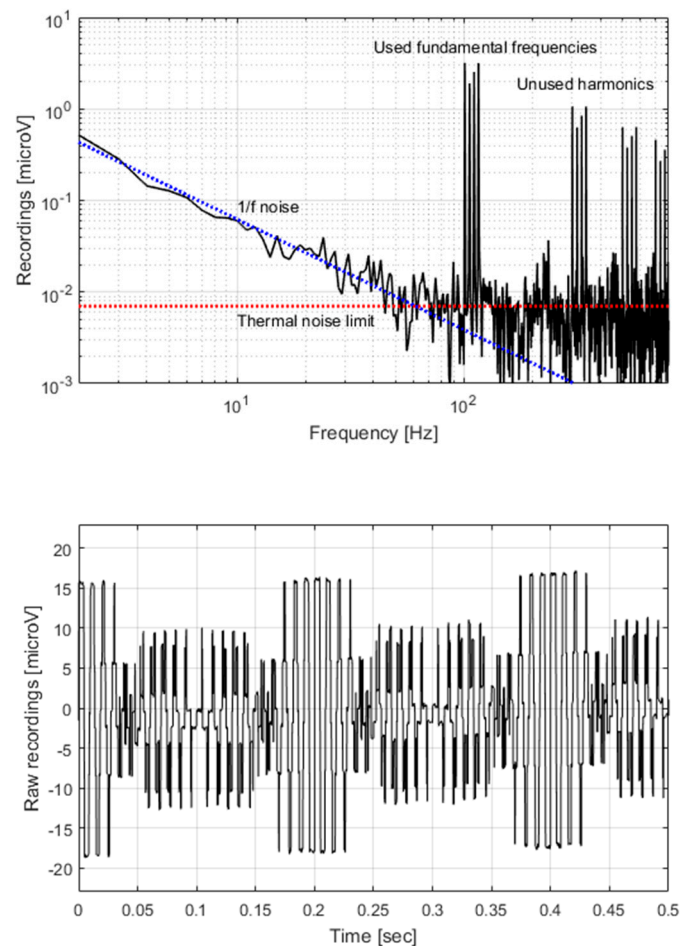 Used fundamental frequencies
Unused harmonics
1/f noise
Thermal noise limit
Recordings [microV]
10^1
10^0
10^-1
10^-2
10^-3
10^1 10^2
Frequency [Hz]
Raw recordings [microV]
20
15
10
5
0
-5
-10
-15
-20
0 0.05 0.1 0.15 0.2 0.25 0.3 0.35 0.4 0.45 0.5
Time [sec]